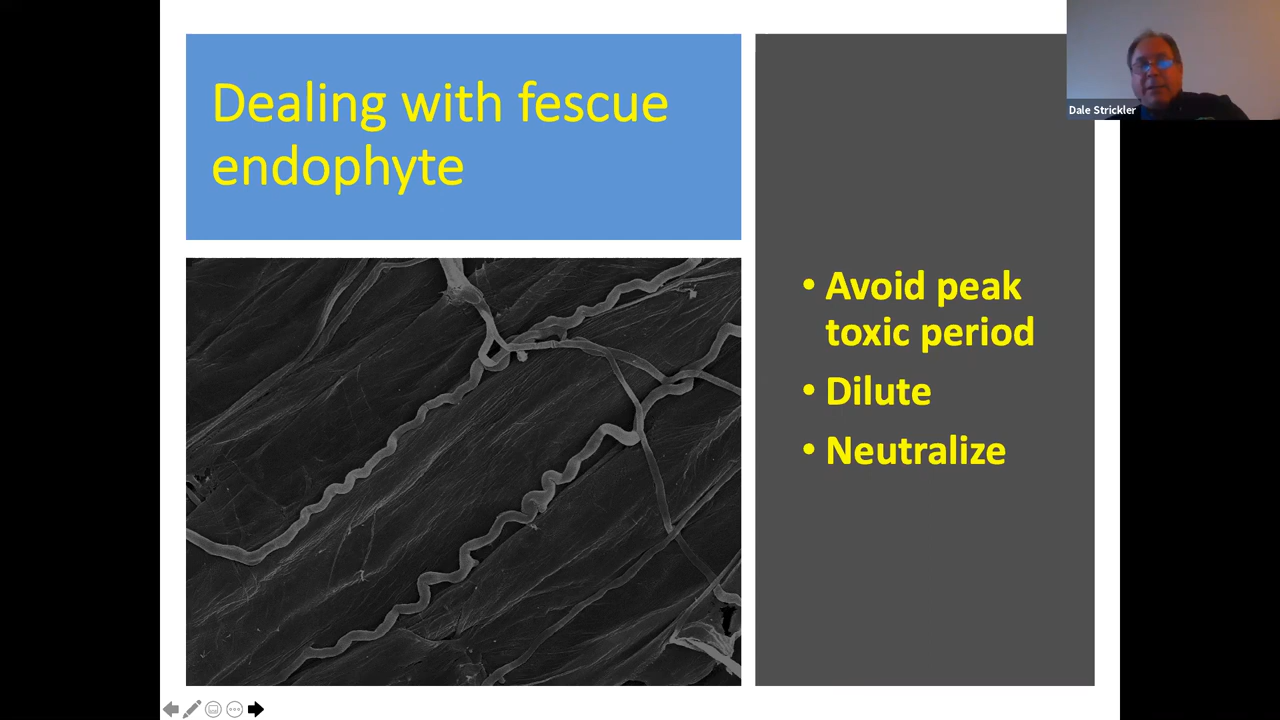 Dealing with fescue
endophyte
• Avoid peak
toxic period
• Dilute
• Neutralize
Dale Strickler